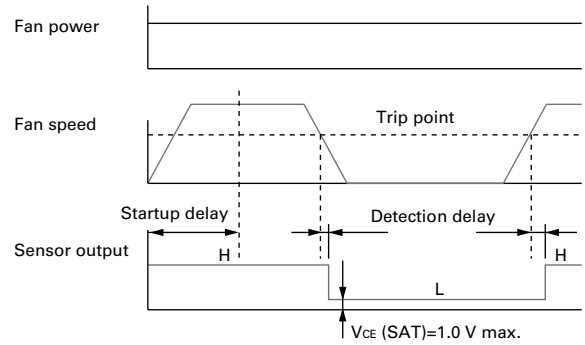 Fan power
Fan speed
Trip point
Startup delay
Detection delay
Sensor output
H
H
L
VCE (SAT)=1.0 V max.